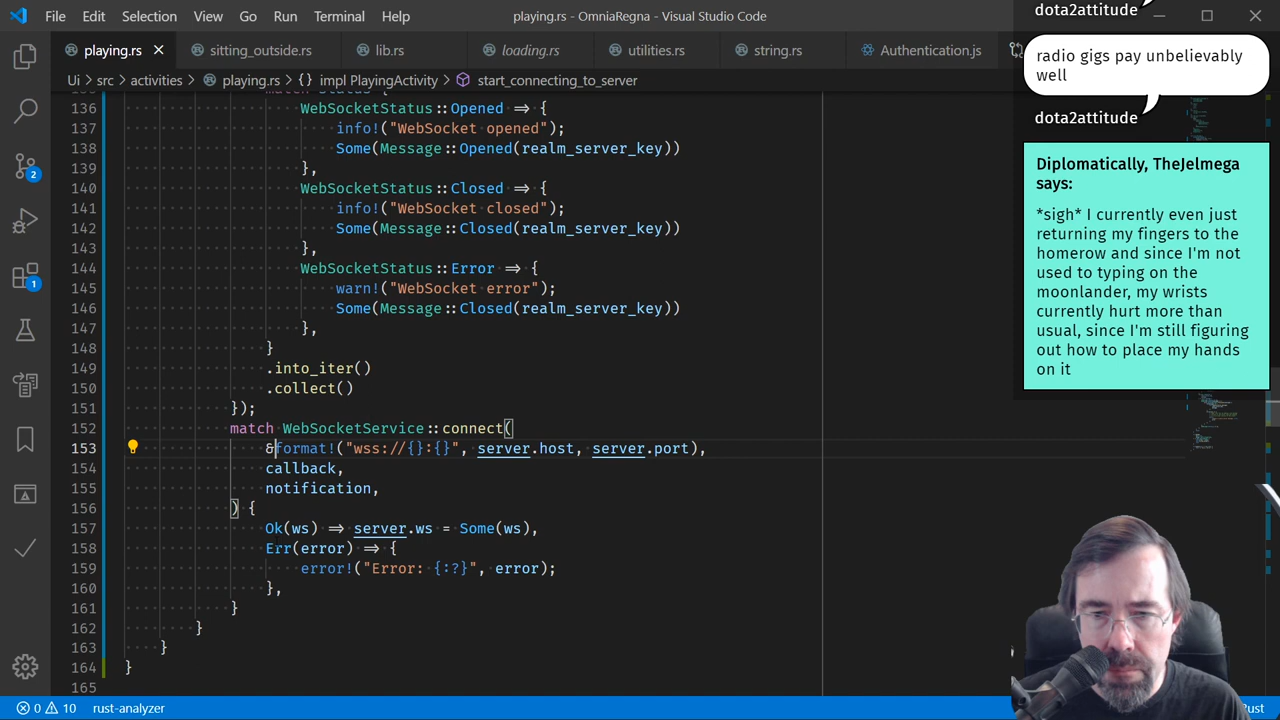 File Edit Selection View Go Run Terminal Help
playing.rs - OmniaRegna - Visual Studio Code
playing.rs
sitting_outside.rs
lib.rs
loading.rs
utilities.rs
string.rs
Authentication.js
Ui > src > activities > playing.rs > {} impl PlayingActivity > start_connecting_to_server
136 WebSocketStatus::Opened => {
137 info!("WebSocket opened");
138 Some(Message::Opened(realm_server_key))
139 },
140 WebSocketStatus::Closed => {
141 info!("WebSocket closed");
142 Some(Message::Closed(realm_server_key))
143 },
144 WebSocketStatus::Error => {
145 warn!("WebSocket error");
146 Some(Message::Closed(realm_server_key))
147 },
148 }
149 .into_iter()
150 .collect()
151 });
152 match WebSocketService::connect(
153 &format!("wss://{}:{}", server.host, server.port),
154 callback,
155 notification,
156 ) {
157 Ok(ws) => server.ws = Some(ws),
158 Err(error) => {
159 error!("Error: {:?}", error);
160 },
161 }
162 }
163 }
164 }
165
2
1
0 10 rust-analyzer
dota2attitude
radio gigs pay unbelievably
well
dota2attitude
Diplomatically, TheJelmega
says:
*sigh* I currently even just
returning my fingers to the
homerow and since I'm not
used to typing on the
moonlander, my wrists
currently hurt more than
usual, since I'm still figuring
out how to place my hands
on it